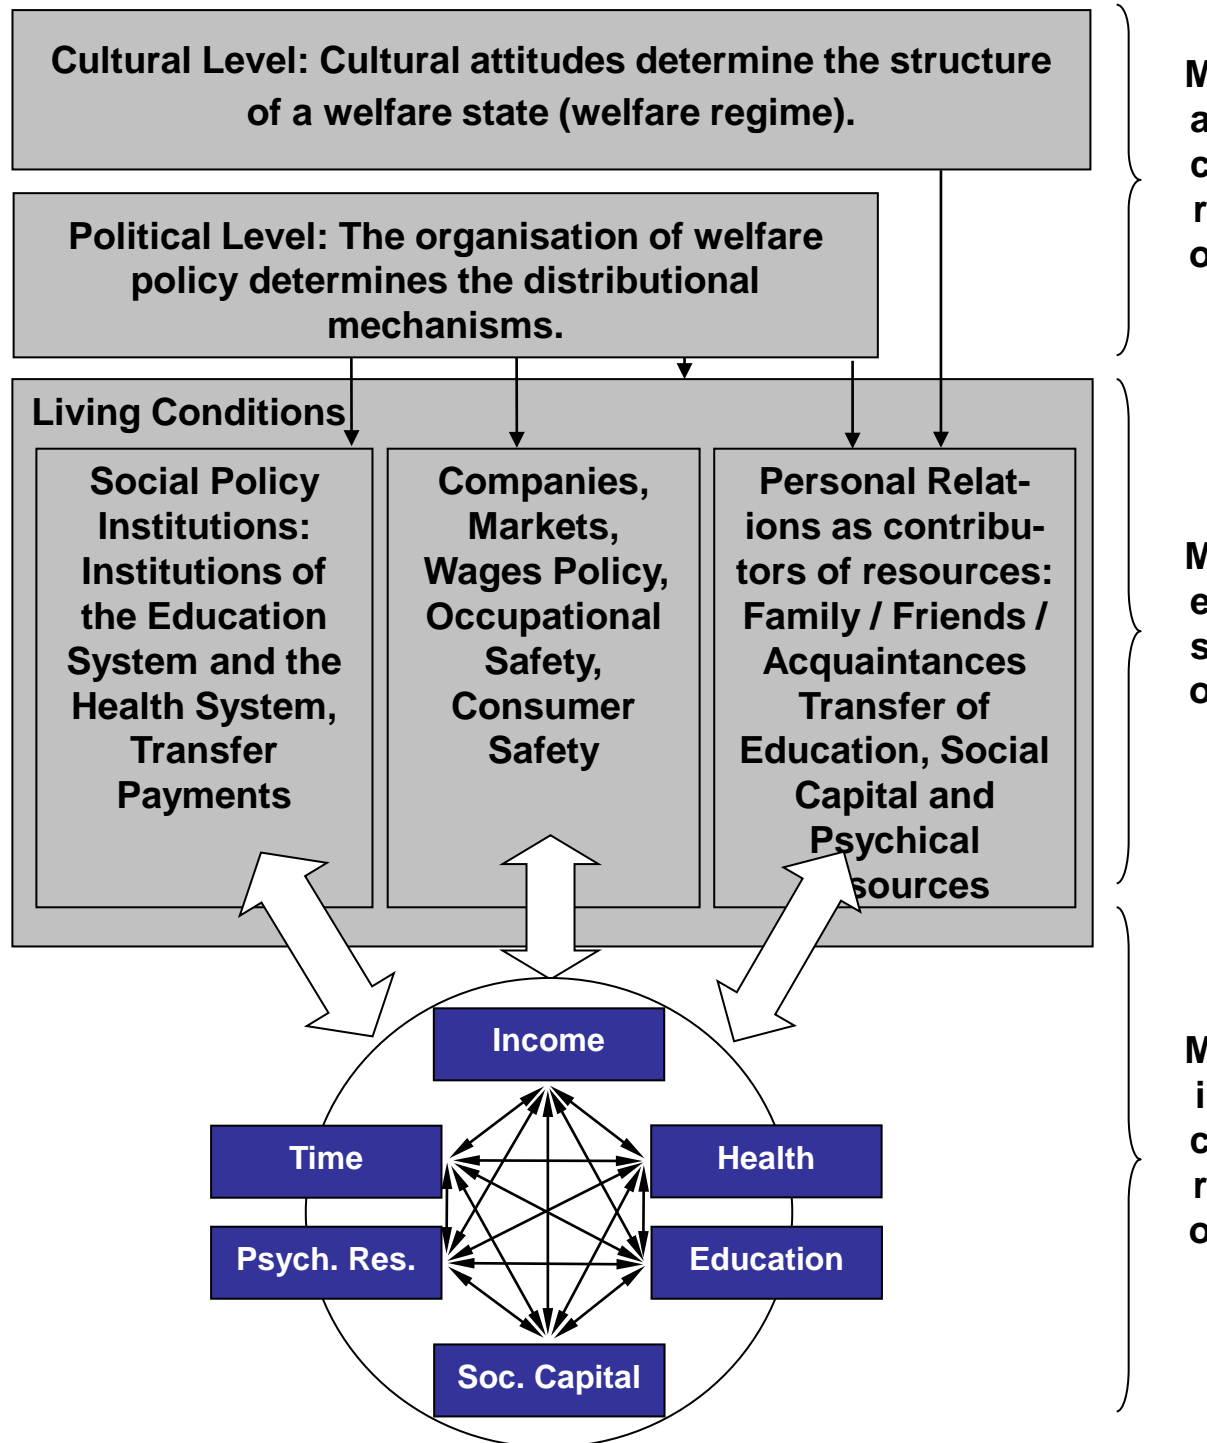 Cultural Level: Cultural attitudes determine the structure
of a welfare state (welfare regime).
M
a
c
r
o
Political Level: The organisation of welfare
policy determines the distributional
mechanisms.
Living Conditions
Social Policy
Institutions:
Institutions of
the Education
System and the
Health System,
Transfer
Payments
Companies,
Markets,
Wages Policy,
Occupational
Safety,
Consumer
Safety
Personal Relat-
ions as contribu-
tors of resources:
Family / Friends /
Acquaintances
Transfer of
Education, Social
Capital and
Psychical
sources
M
e
s
o
Income
Time
Health
Psych. Res.
Education
Soc. Capital
M
i
c
r
o